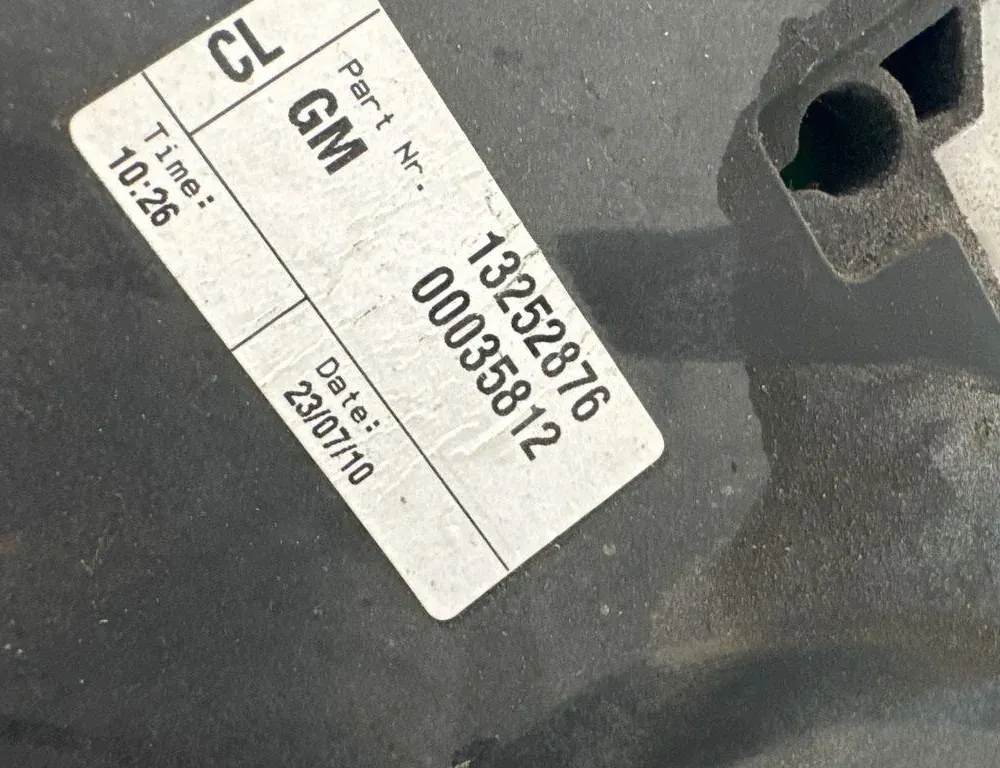 CL
Part Nr. 13252876
GM 00035812
Time:
10:26
Date:
23/07/10